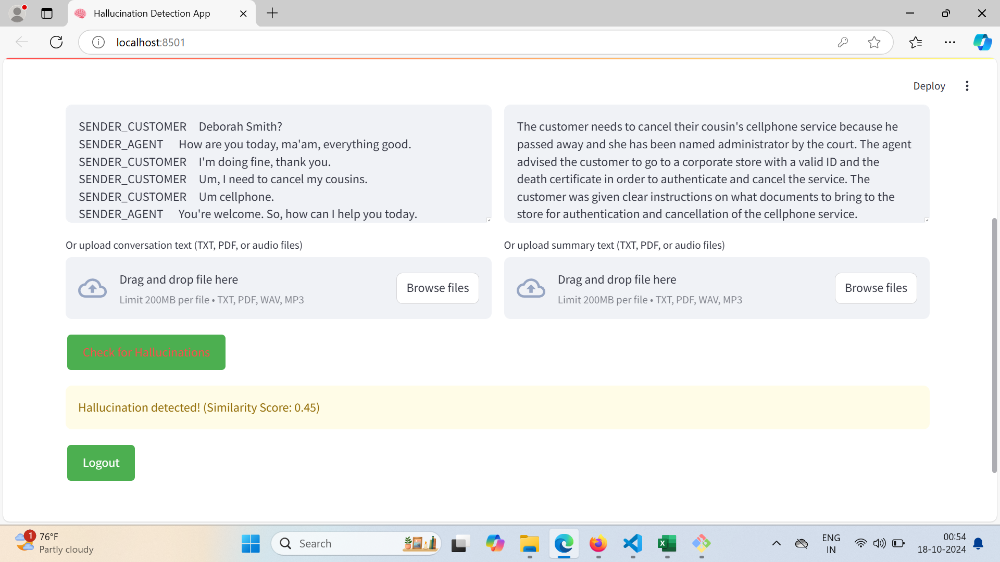 Hallucination Detection App
localhost:8501
Deploy
SENDER_CUSTOMER Deborah Smith?
SENDER_AGENT How are you today, ma'am, everything good.
SENDER_CUSTOMER I'm doing fine, thank you.
SENDER_CUSTOMER Um, I need to cancel my cousins.
SENDER_CUSTOMER Um cellphone.
SENDER_AGENT You're welcome. So, how can I help you today.
The customer needs to cancel their cousin's cellphone service because he
passed away and she has been named administrator by the court. The agent
advised the customer to go to a corporate store with a valid ID and the
death certificate in order to authenticate and cancel the service. The
customer was given clear instructions on what documents to bring to the
store for authentication and cancellation of the cellphone service.
Or upload conversation text (TXT, PDF, or audio files)
Drag and drop file here
Limit 200MB per file • TXT, PDF, WAV, MP3
Browse files
Or upload summary text (TXT, PDF, or audio files)
Drag and drop file here
Limit 200MB per file • TXT, PDF, WAV, MP3
Browse files
Check for Hallucinations
Hallucination detected! (Similarity Score: 0.45)
Logout
1
76°F
Partly cloudy
Search
ENG
IN
00:54
18-10-2024